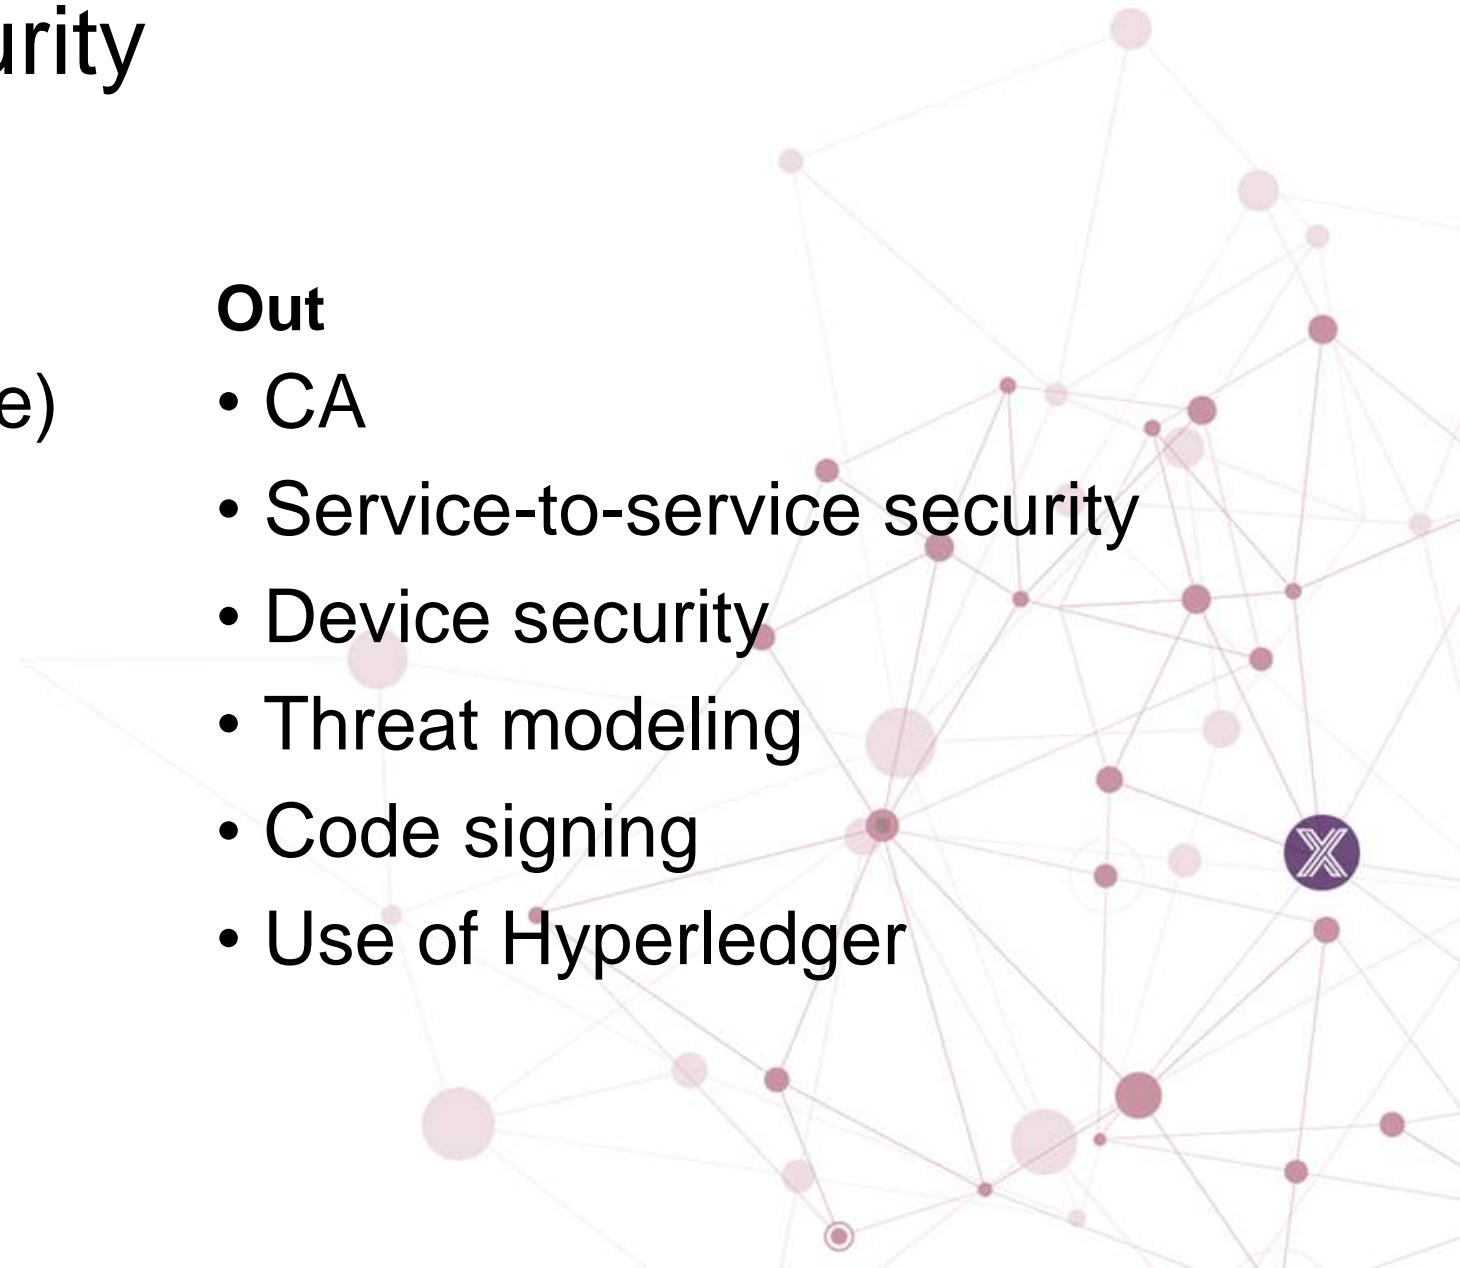 urity
Out
e)
• CA
• Service-to-service security
• Device security
• Threat modeling
• Code signing
• Use of Hyperledger